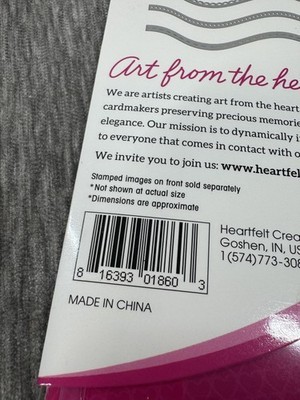 Art from the he
We are artists creating art from the heart
cardmakers preserving precious memorie
elegance. Our mission is to dynamically i
to everyone that comes in contact with o
We invite you to join us: www.heartfel
Stamped images on front sold separately
*Not shown at actual size
*Dimensions are approximate
Heartfelt Crea
Goshen, IN, US
1(574)773-308
8 16393 01860 3
MADE IN CHINA